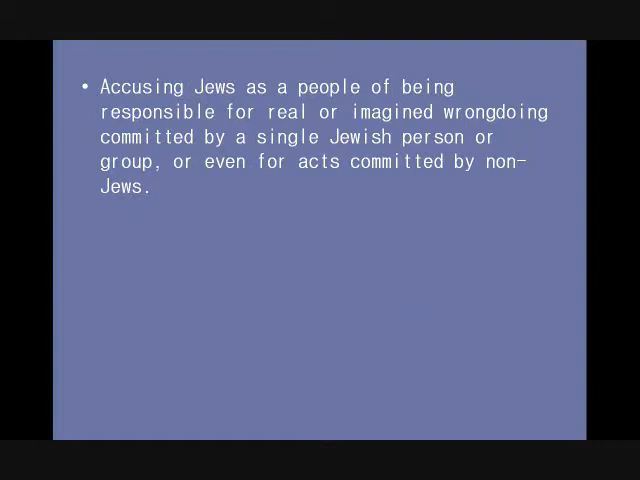 • Accusing Jews as a people of being
responsible for real or imagined wrongdoing
committed by a single Jewish person or
group, or even for acts committed by non-
Jews.